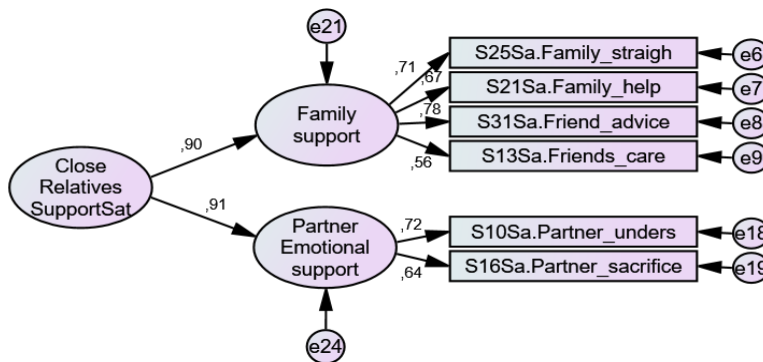 e21
S25Sa.Family_straigh
e6
,71
,67
S21Sa.Family_help
e7
Family
support
,78
S31Sa.Friend_advice
e8
,90
,56
S13Sa.Friends_care
e9
Close
Relatives
SupportSat
,91
Partner
Emotional
support
,72
S10Sa.Partner_unders
e18
,64
S16Sa.Partner_sacrifice
e19
e24